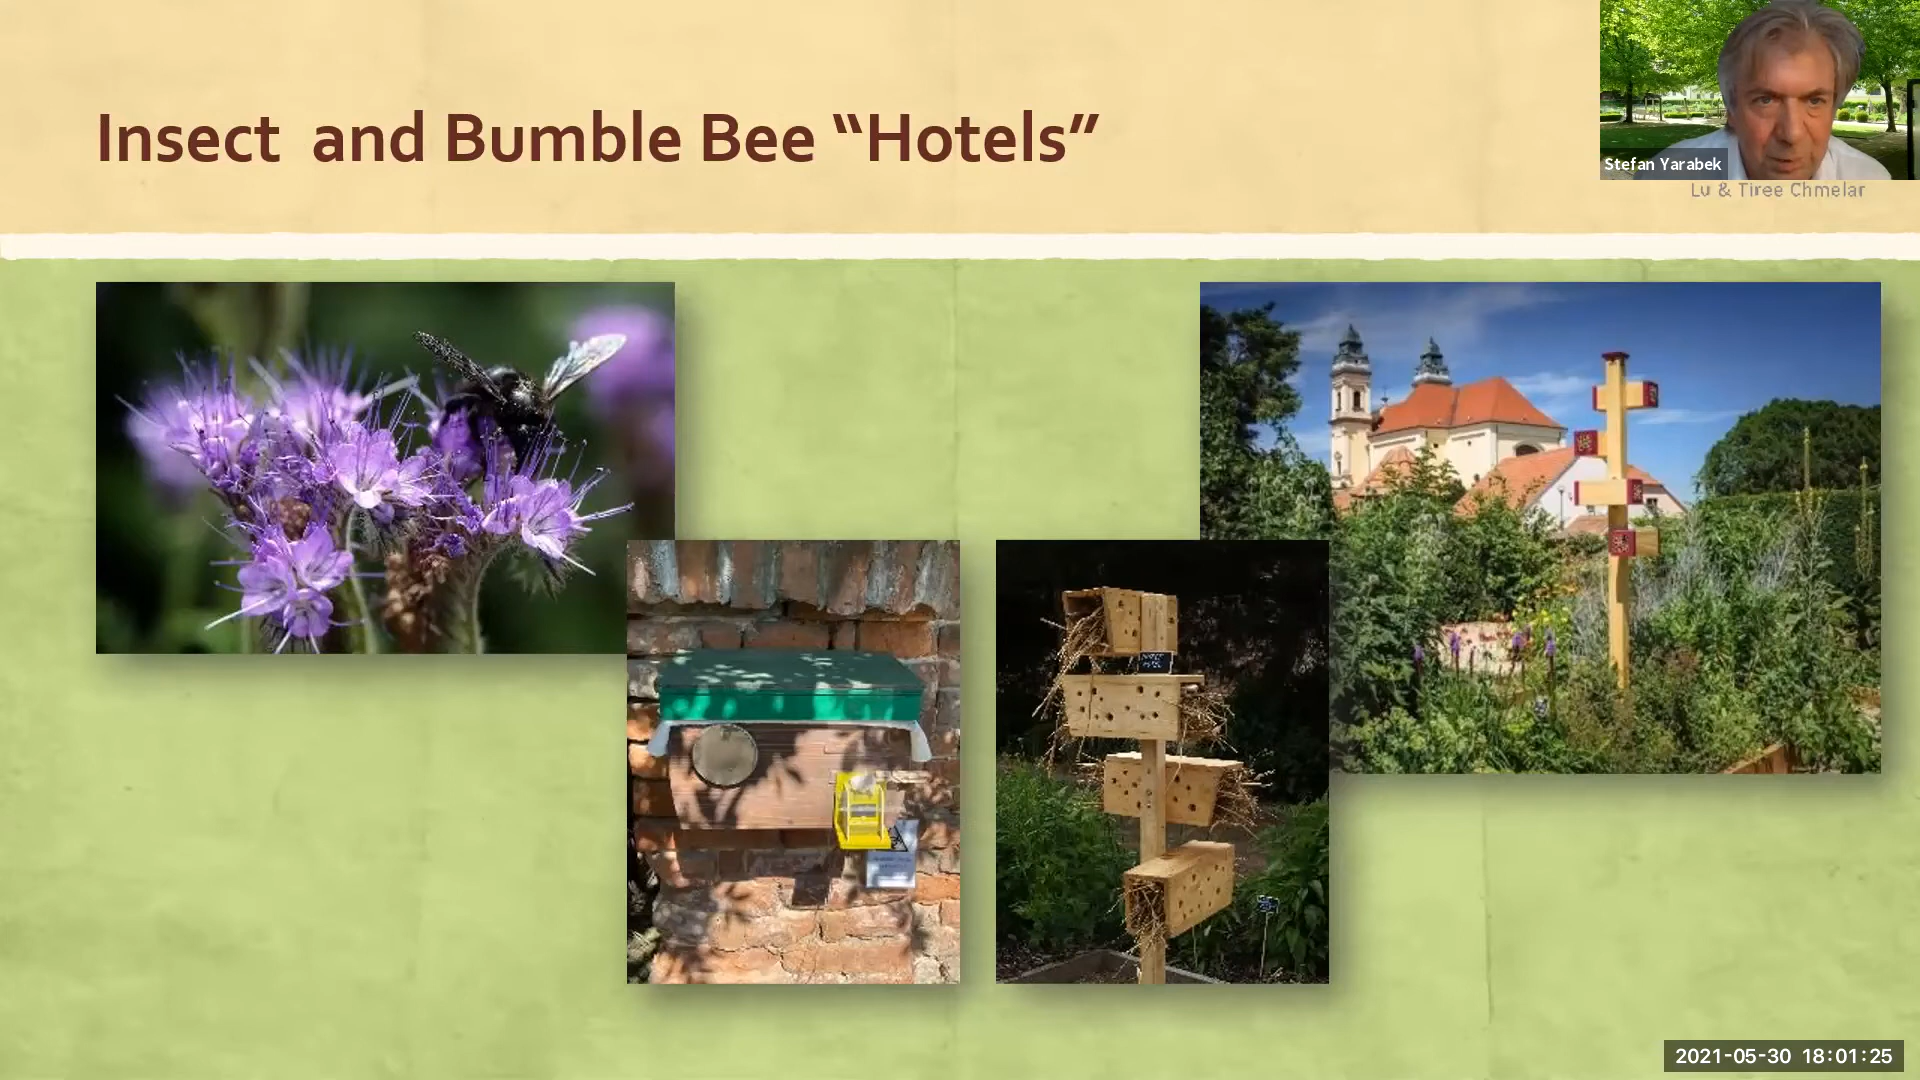 Insect and Bumble Bee “Hotels”
Stefan Yarabek
Lu & Tiree Chmelar
2021-05-30 18:01:25